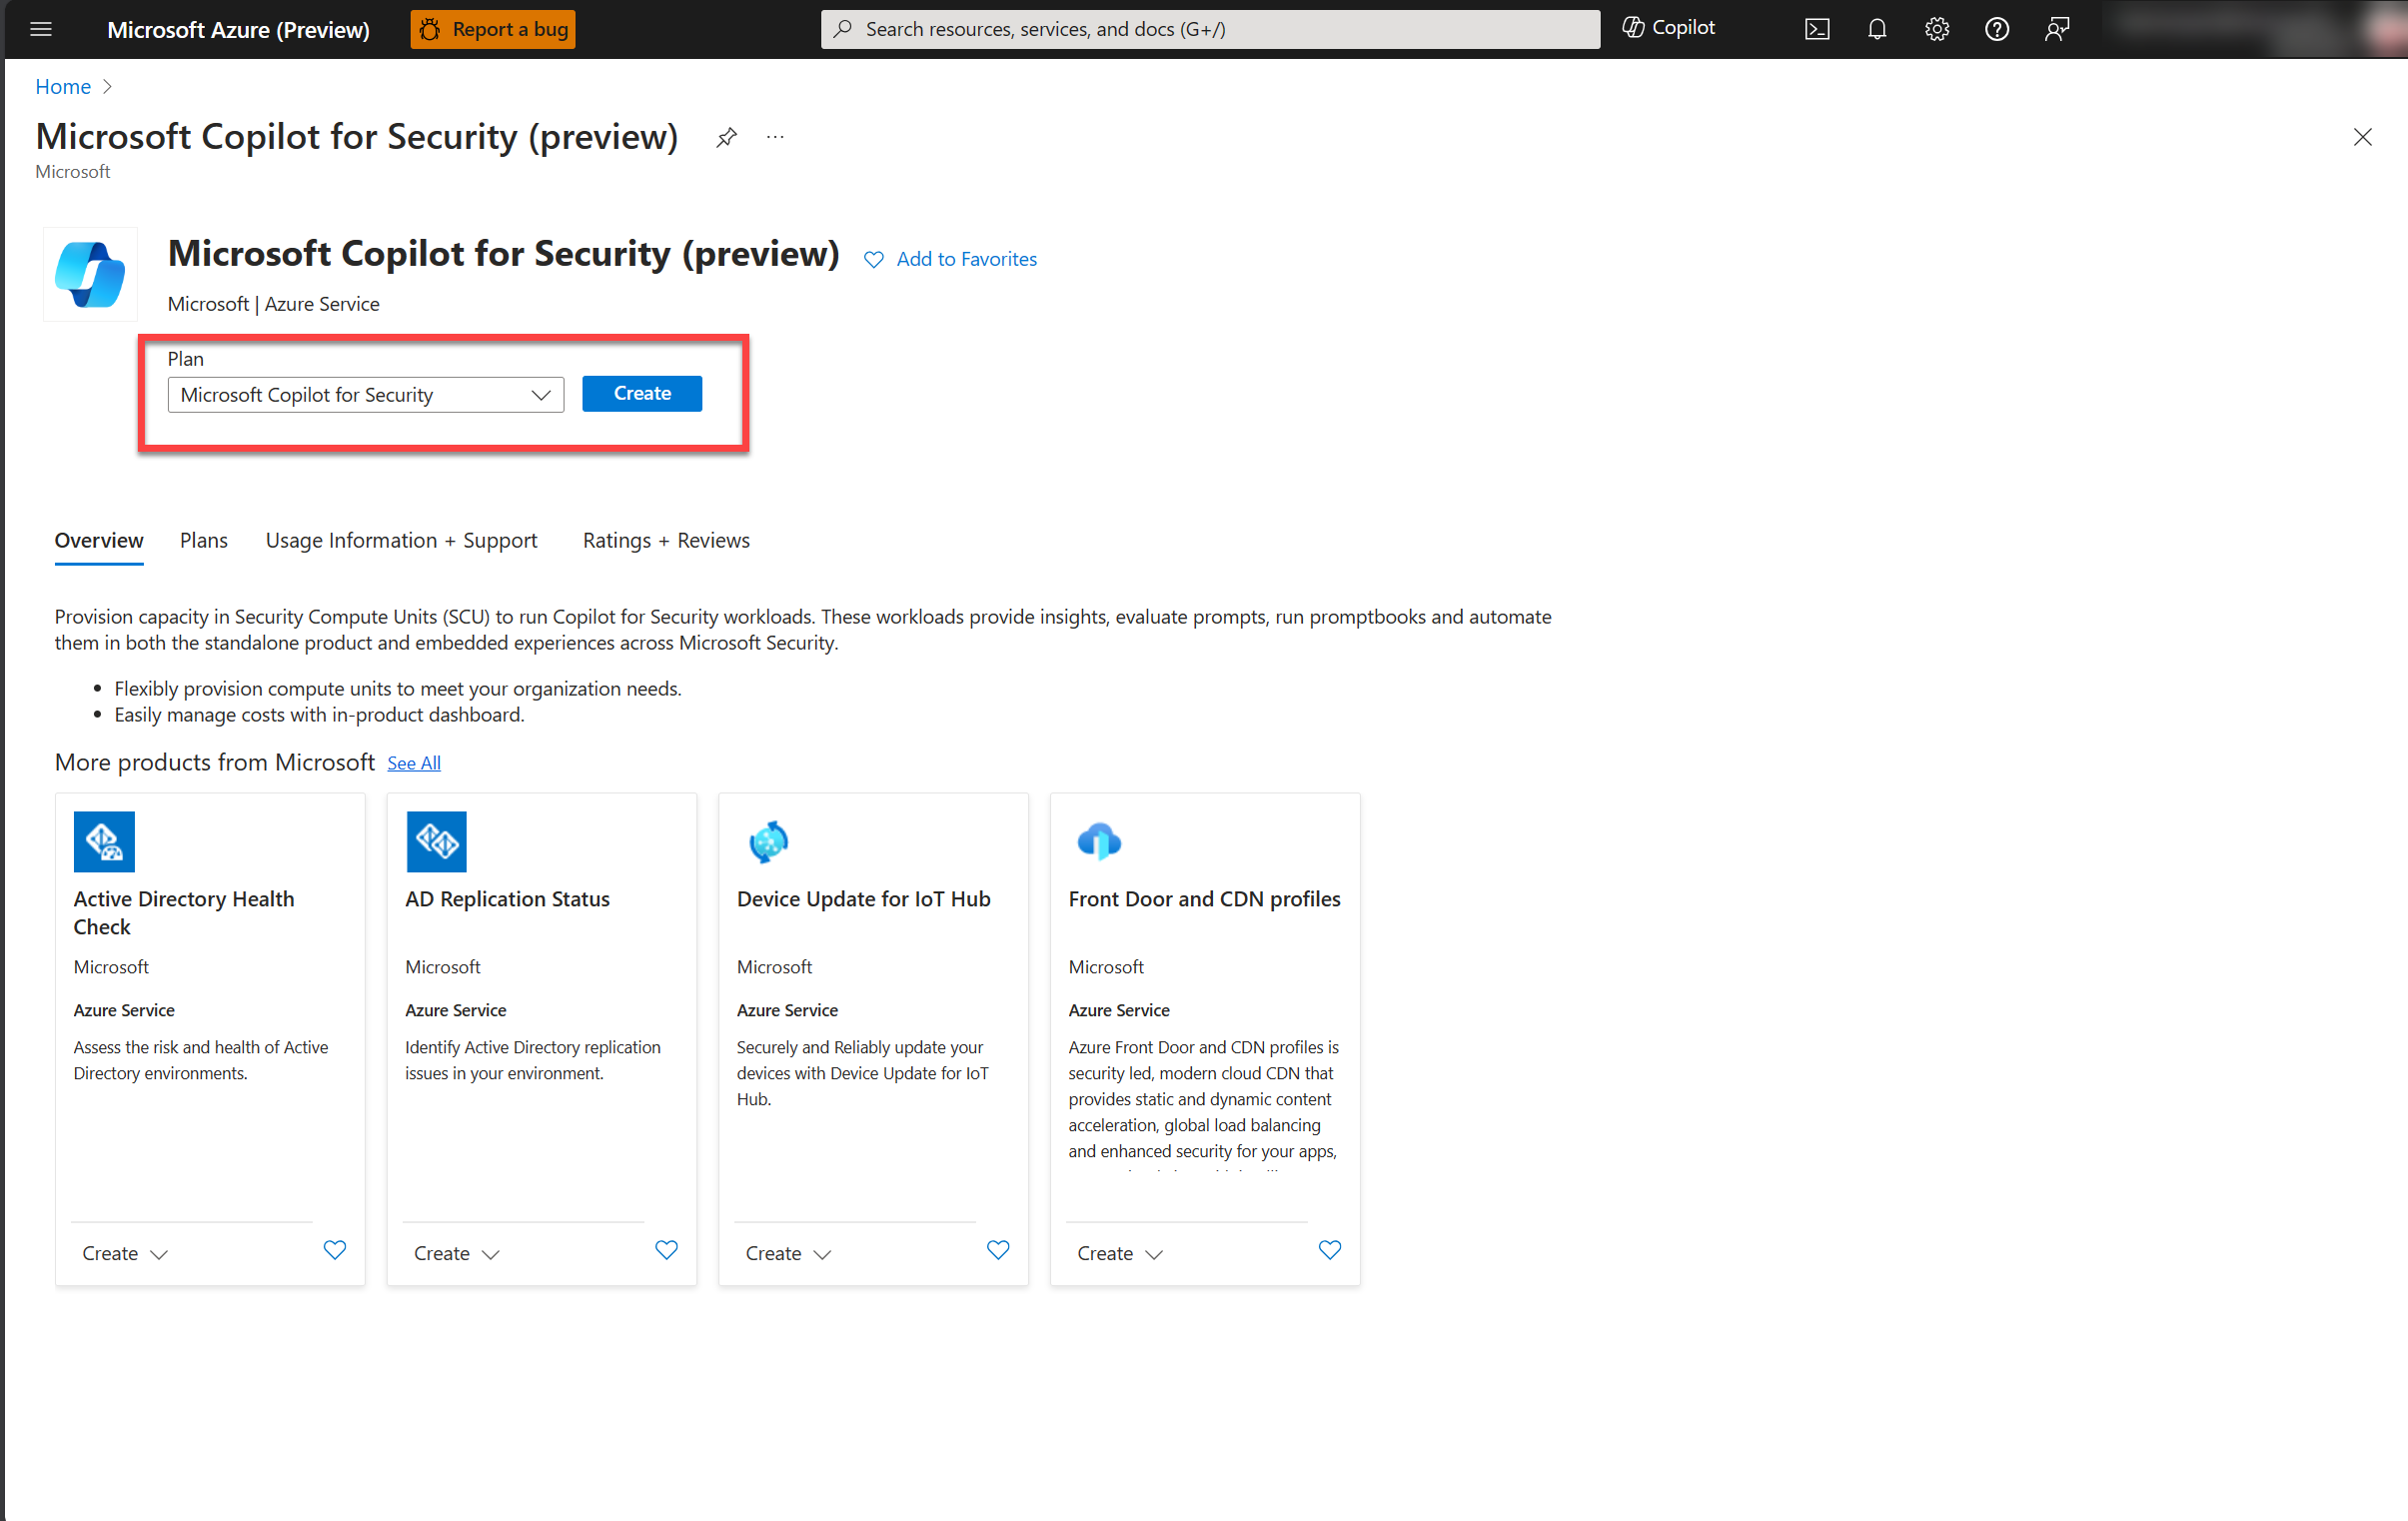 Microsoft Azure (Preview)
Report a bug
Search resources, services, and docs (G+/)
Copilot
Home
Microsoft Copilot for Security (preview)
...
Microsoft
Microsoft Copilot for Security (preview)
Add to Favorites
Microsoft | Azure Service
Plan
Microsoft Copilot for Security
Create
Overview
Plans
Usage Information + Support
Ratings + Reviews
Provision capacity in Security Compute Units (SCU) to run Copilot for Security workloads. These workloads provide insights, evaluate prompts, run promptbooks and automate
them in both the standalone product and embedded experiences across Microsoft Security.
• Flexibly provision compute units to meet your organization needs.
• Easily manage costs with in-product dashboard.
More products from Microsoft See All
Active Directory Health
Check
Microsoft
Azure Service
Assess the risk and health of Active
Directory environments.
Create
AD Replication Status
Microsoft
Azure Service
Identify Active Directory replication
issues in your environment.
Create
Device Update for IoT Hub
Microsoft
Azure Service
Securely and Reliably update your
devices with Device Update for IoT
Hub.
Create
Front Door and CDN profiles
Microsoft
Azure Service
Azure Front Door and CDN profiles is
security led, modern cloud CDN that
provides static and dynamic content
acceleration, global load balancing
and enhanced security for your apps,
Create